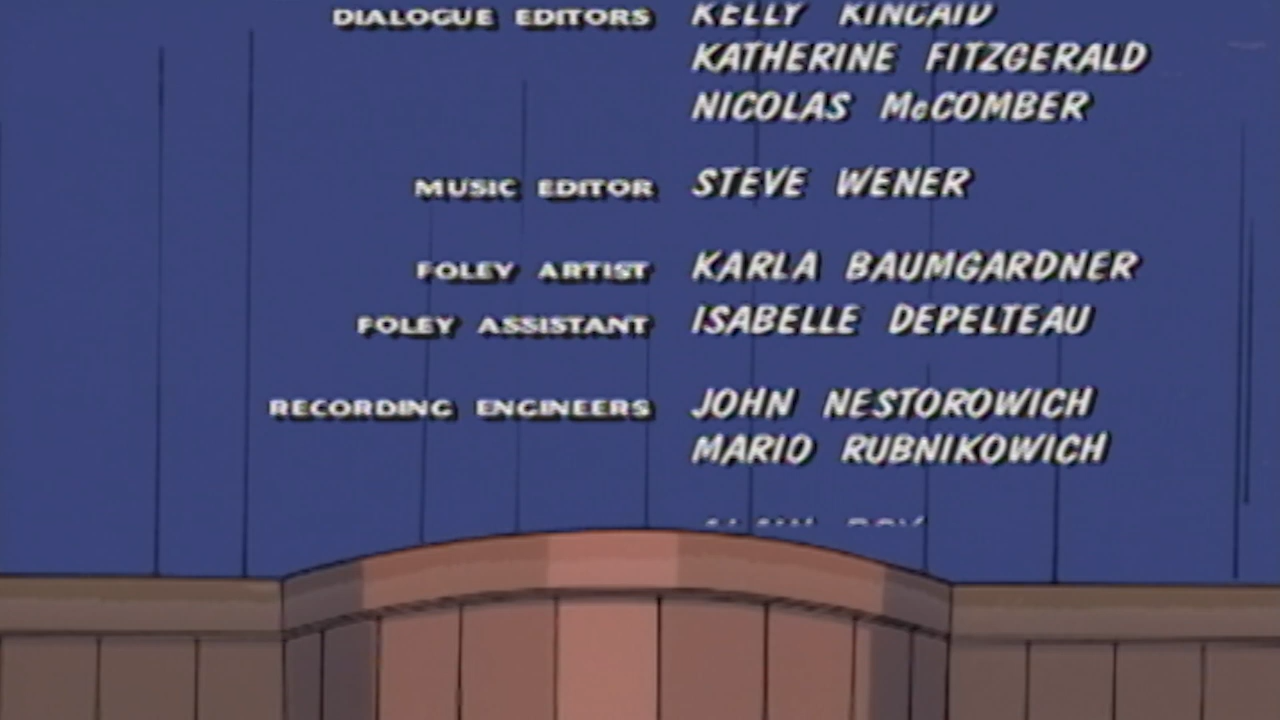 DIALOGUE EDITORS KELLY KINCAID
KATHERINE FITZGERALD
NICOLAS McCOMBER
MUSIC EDITOR STEVE WENER
FOLEY ARTIST KARLA BAUMGARDNER
FOLEY ASSISTANT ISABELLE DEPELTEAU
RECORDING ENGINEERS JOHN NESTOROWICH
MARIO RUBNIKOWICH